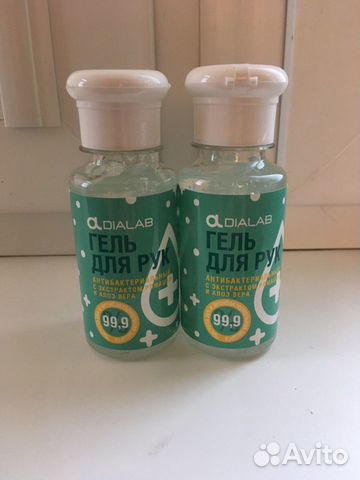 DIALAB
ГЕЛЬ
ДЛЯ РУК
АНТИБАКТЕРИАЛЬНЫЙ
С ЭКСТРАКТОМ
И АЛОЭ ВЕРА
99,9
DIALAB
ГЕЛЬ
ДЛЯ РУК
АНТИБАКТЕРИАЛЬНЫЙ
С ЭКСТРАКТОМ
И АЛОЭ ВЕРА
99,9
Avito